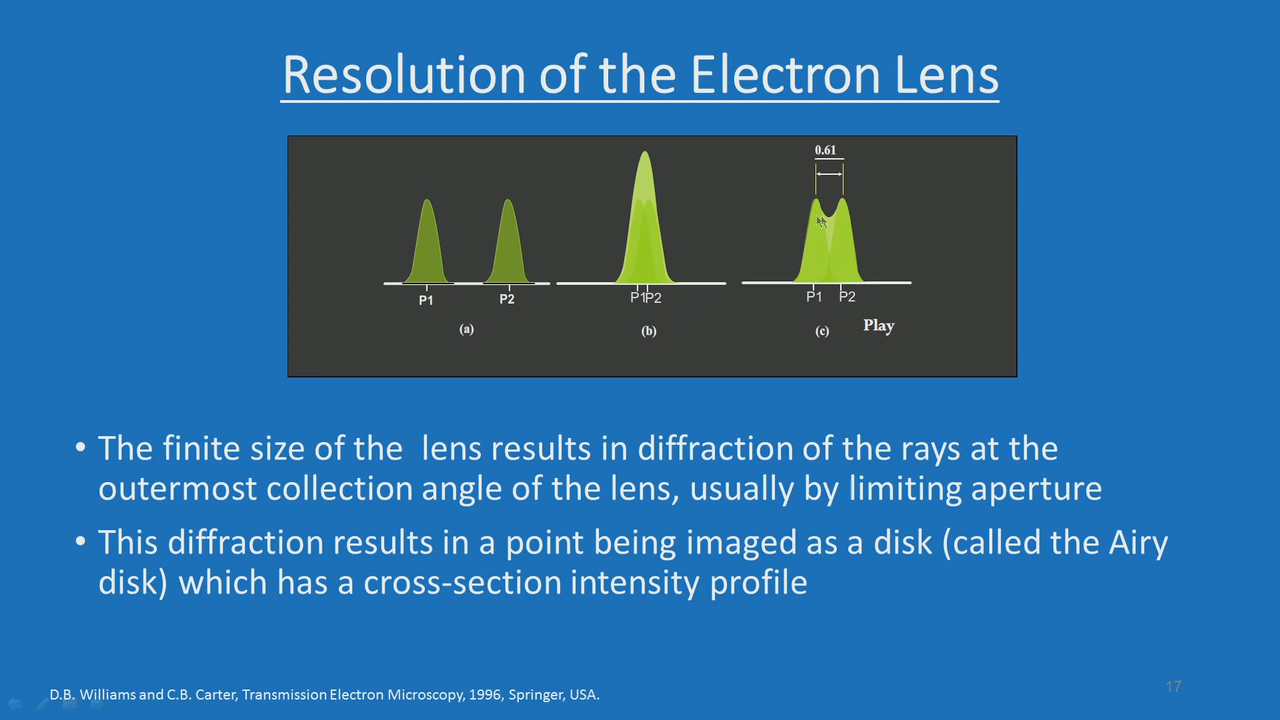 Resolution of the Electron Lens
0.61
P1 P2 P1P2 P1 P2
(a) (b) (c) Play
• The finite size of the lens results in diffraction of the rays at the
outermost collection angle of the lens, usually by limiting aperture
• This diffraction results in a point being imaged as a disk (called the Airy
disk) which has a cross-section intensity profile
D.B. Williams and C.B. Carter, Transmission Electron Microscopy, 1996, Springer, USA.
17